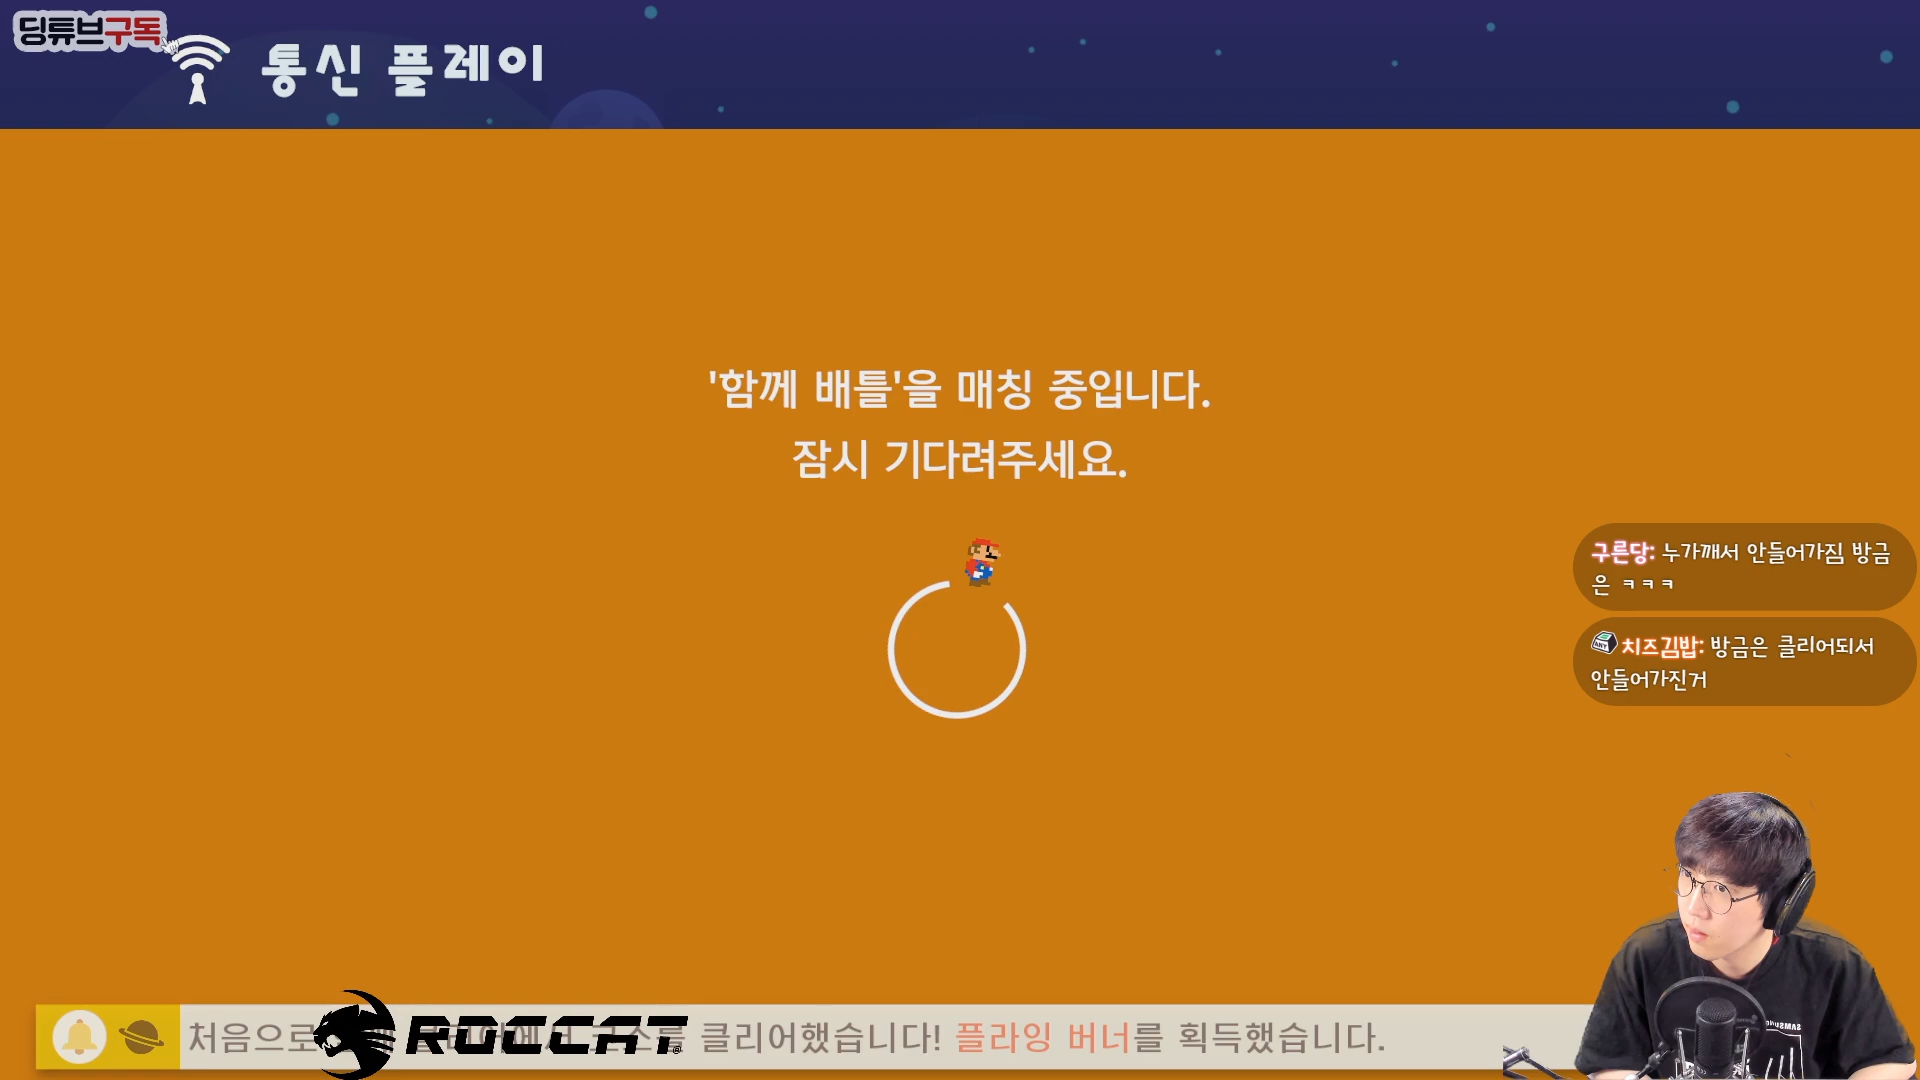 딩튜브구독
통신 플레이
'함께 배틀'을 매칭 중입니다.
잠시 기다려주세요.
구른당: 누가깨서 안들어가짐 방금
은 ㅋㅋㅋ
치즈김밥: 방금은 클리어되서
안들어가진거
처음으로 코스를 클리어했습니다! 플라잉 버너를 획득했습니다.
ROCCAT